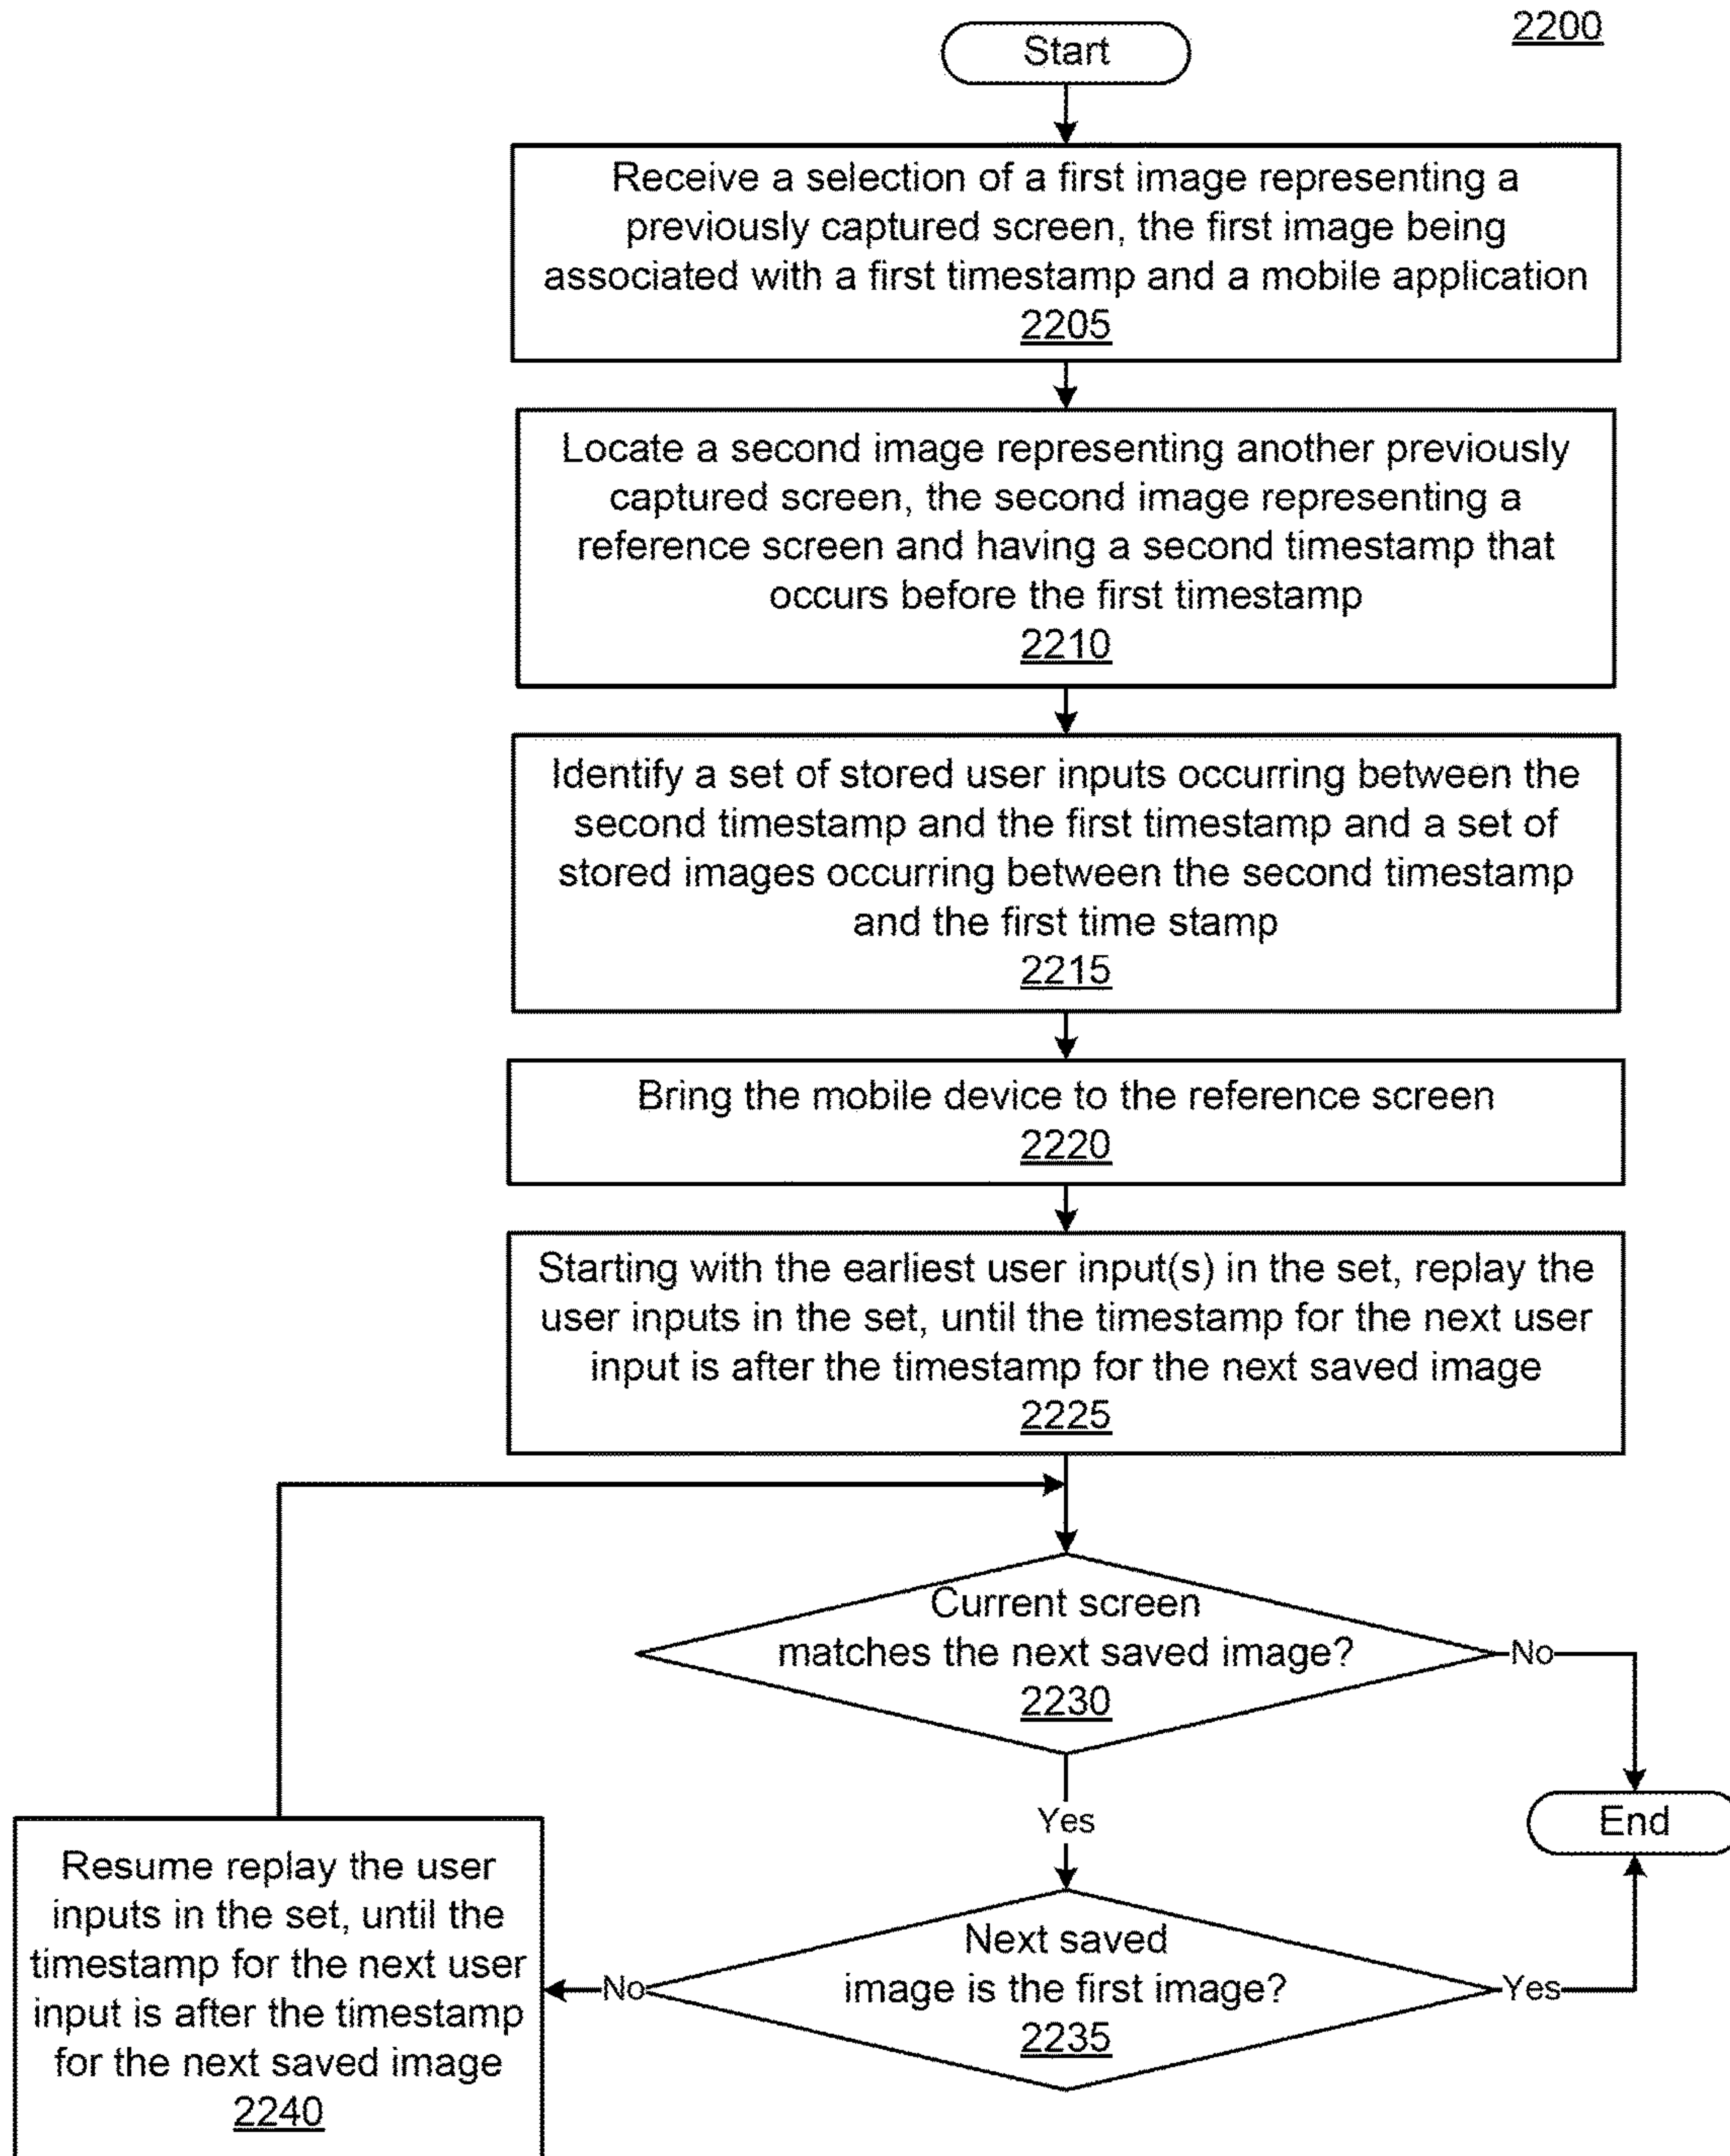 2200
Start
Receive a selection of a first image representing a
previously captured screen, the first image being
associated with a first timestamp and a mobile application
2205
Locate a second image representing another previously
captured screen, the second image representing a
reference screen and having a second timestamp that
occurs before the first timestamp
2210
Identify a set of stored user inputs occurring between the
second timestamp and the first timestamp and a set of
stored images occurring between the second timestamp
and the first time stamp
2215
Bring the mobile device to the reference screen
2220
Starting with the earliest user input(s) in the set, replay the
user inputs in the set, until the timestamp for the next user
input is after the timestamp for the next saved image
2225
Current screen
matches the next saved image?
2230
No
Yes
End
Next saved
image is the first image?
2235
No
Yes
Resume replay the user
inputs in the set, until the
timestamp for the next user
input is after the timestamp
for the next saved image
2240